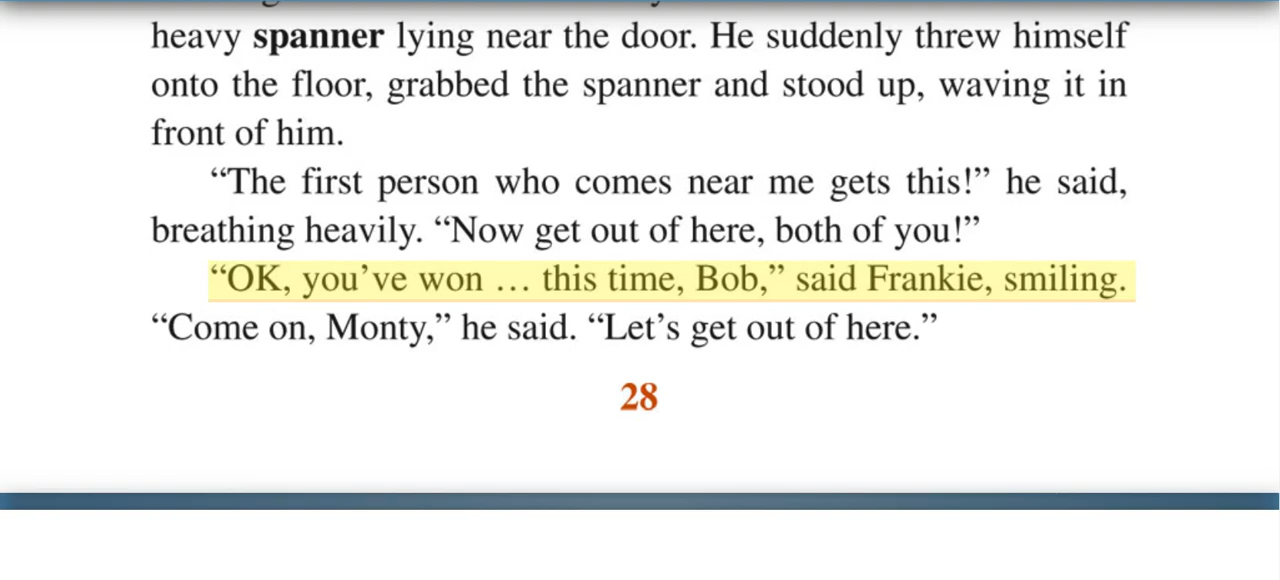 heavy spanner lying near the door. He suddenly threw himself
onto the floor, grabbed the spanner and stood up, waving it in
front of him.
“The first person who comes near me gets this!” he said,
breathing heavily. “Now get out of here, both of you!”
“OK, you’ve won … this time, Bob,” said Frankie, smiling.
“Come on, Monty,” he said. “Let’s get out of here.”
28